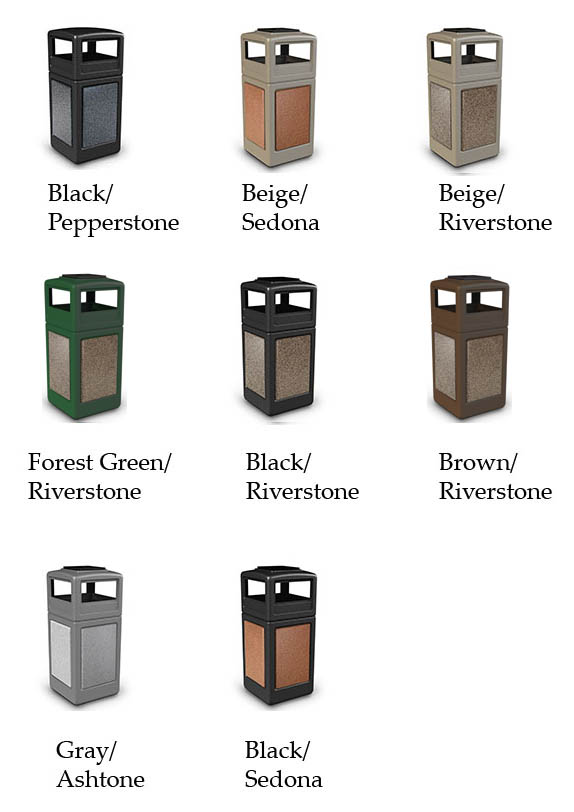 Black/
Pepperstone
Beige/
Sedona
Beige/
Riverstone
Forest Green/
Riverstone
Black/
Riverstone
Brown/
Riverstone
Gray/
Ashtone
Black/
Sedona